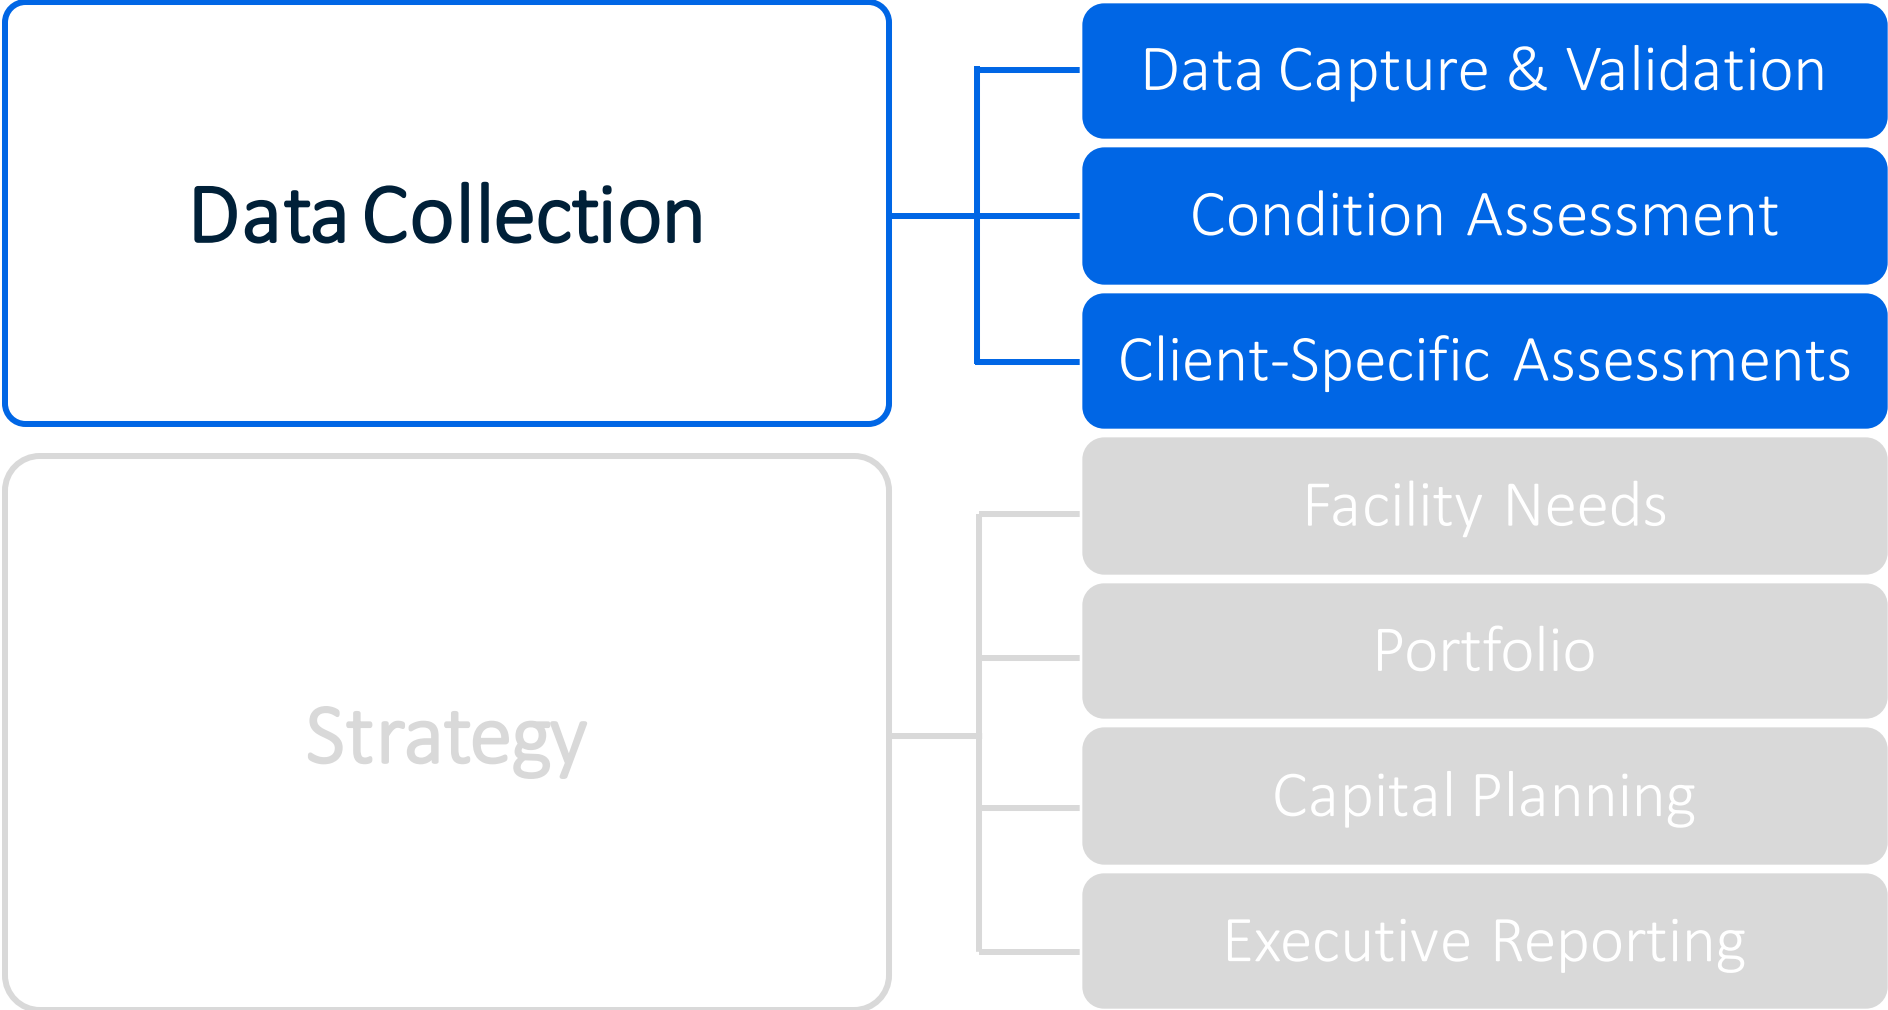 Data Collection
Data Capture & Validation
Condition Assessment
Client-Specific Assessments
Strategy
Facility Needs
Portfolio
Capital Planning
Executive Reporting